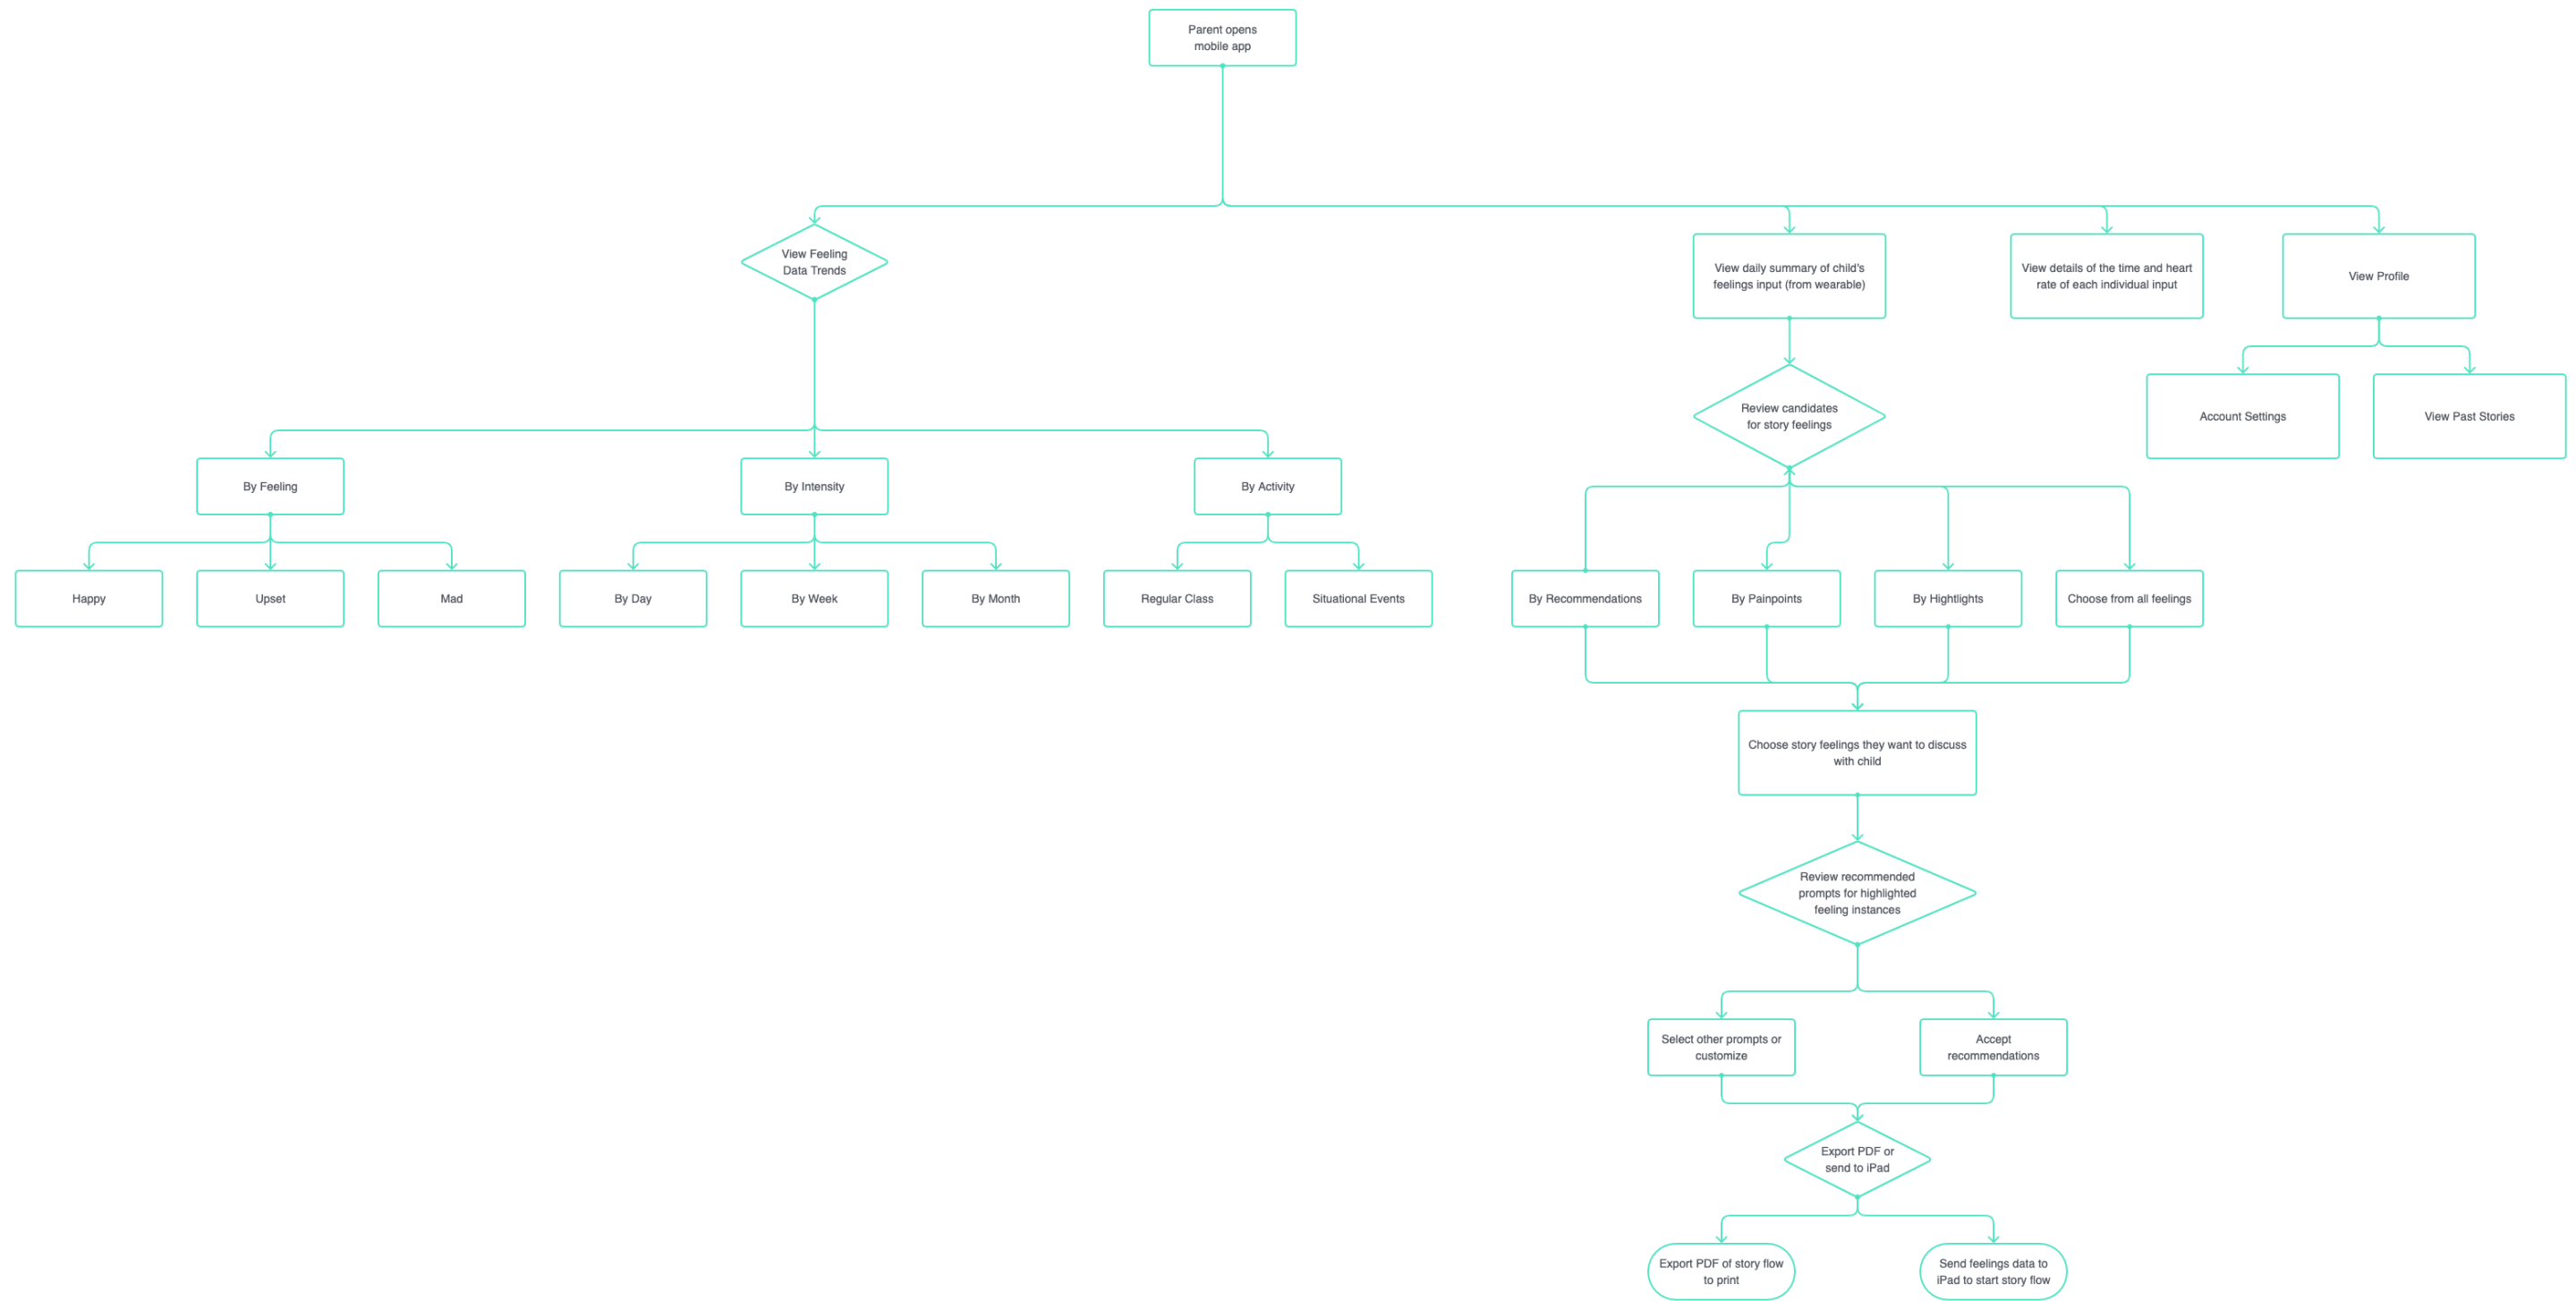 Parent opens
mobile app
View Feeling
Data Trends
View daily summary of child's
feelings input (from wearable)
View details of the time and heart
rate of each individual input
View Profile
Review candidates
for story feelings
Account Settings
View Past Stories
By Feeling
By Intensity
By Activity
Happy
Upset
Mad
By Day
By Week
By Month
Regular Class
Situational Events
By Recommendations
By Painpoints
By Hightlights
Choose from all feelings
Choose story feelings they want to discuss
with child
Review recommended
prompts for highlighted
feeling instances
Select other prompts or
customize
Accept
recommendations
Export PDF or
send to iPad
Export PDF of story flow
to print
Send feelings data to
iPad to start story flow